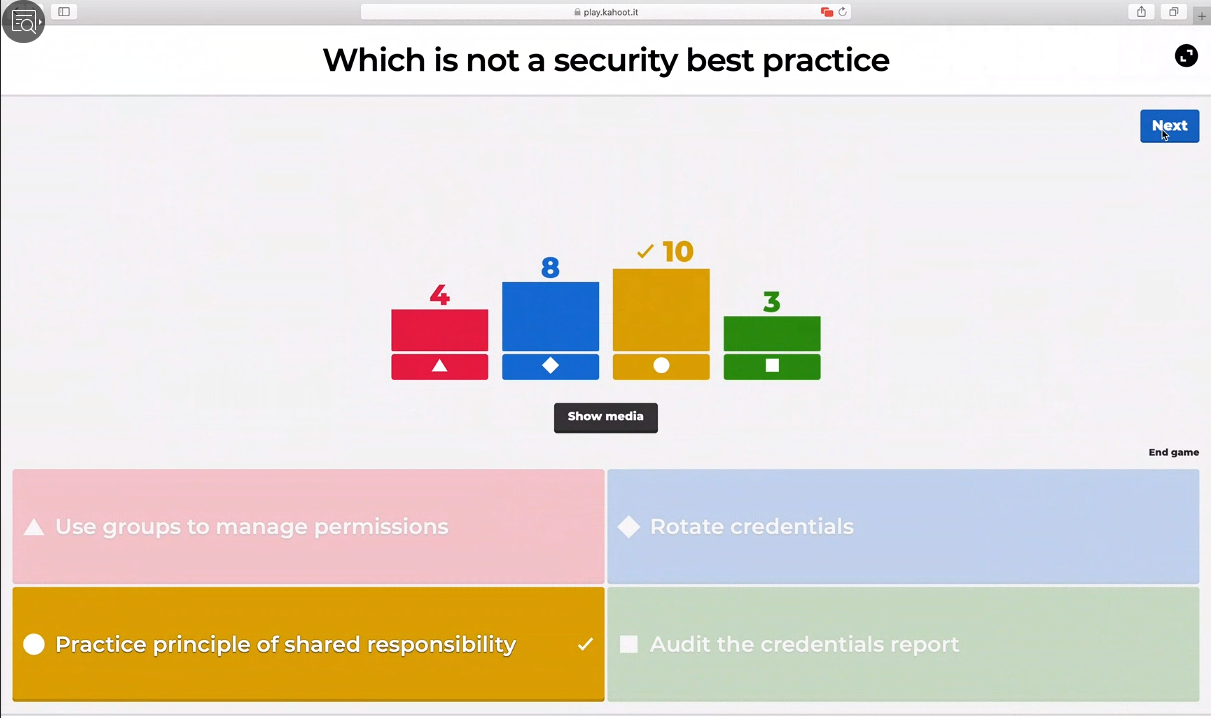 play.kahoot.it
Which is not a security best practice
Next
4
8
10
3
Show media
End game
Use groups to manage permissions
Rotate credentials
Practice principle of shared responsibility
Audit the credentials report